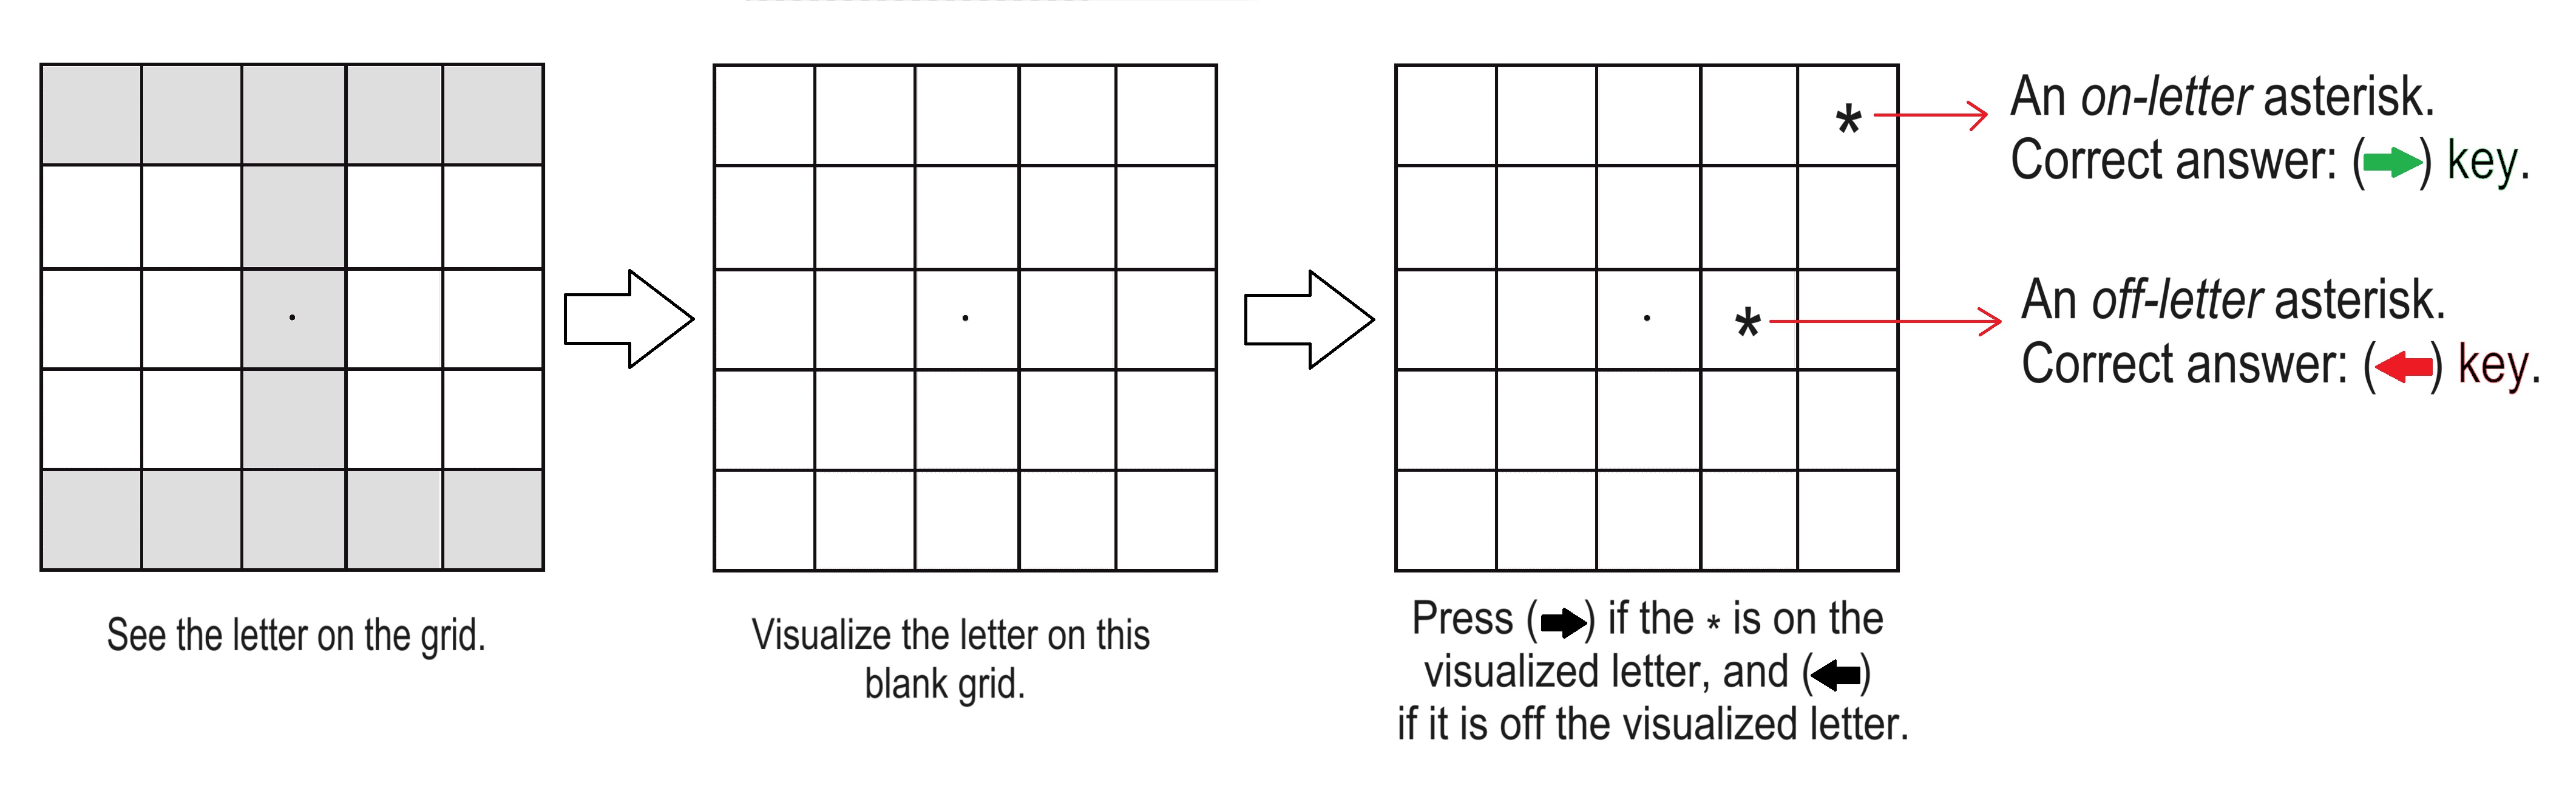 See the letter on the grid.
Visualize the letter on this
blank grid.
*
*
Press (➡) if the * is on the
visualized letter, and (⬅)
if it is off the visualized letter.
An on-letter asterisk.
Correct answer: (➡) key.
An off-letter asterisk.
Correct answer: (⬅) key.